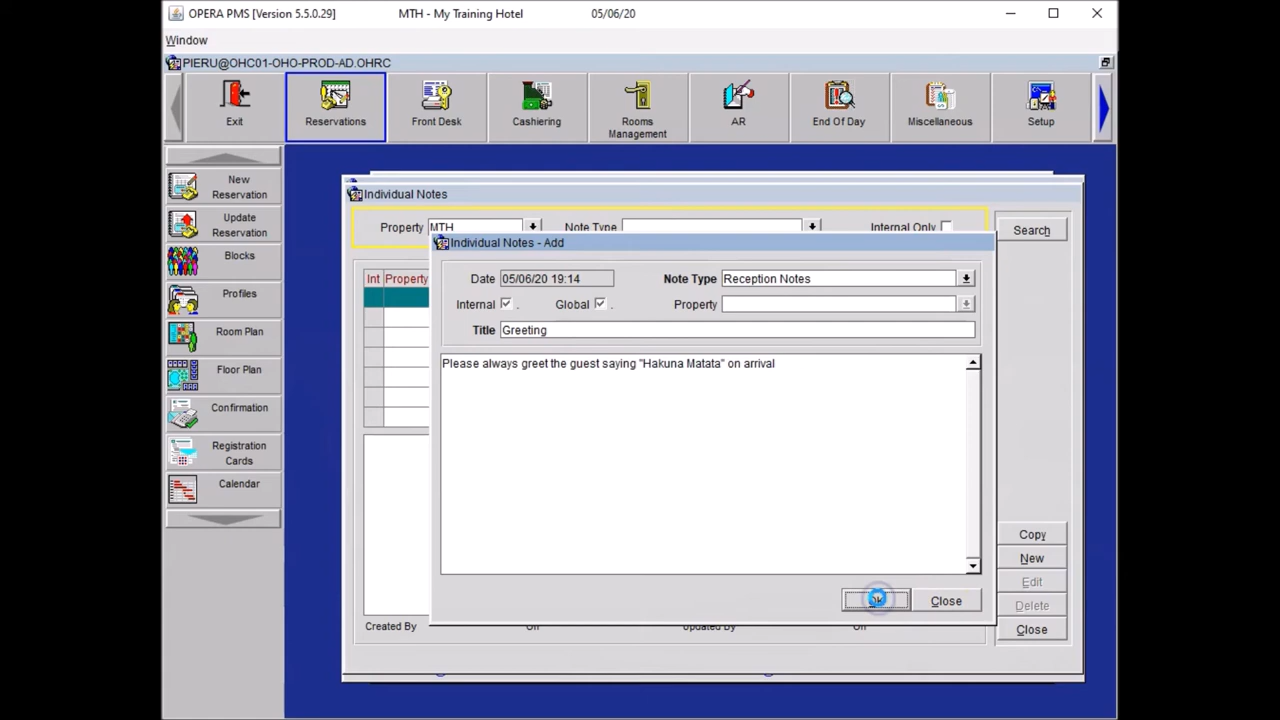 OPERA PMS [Version 5.5.0.29] MTH - My Training Hotel 05/06/20
Window
PIERU@OHC01-OHO-PROD-AD.OHRC
Exit
Reservations
Front Desk
Cashiering
Rooms
Management
AR
End Of Day
Miscellaneous
Setup
New
Reservation
Update
Reservation
Blocks
Profiles
Room Plan
Floor Plan
Confirmation
Registration
Cards
Calendar
Individual Notes
Property MTH Note Type Internal Only
Search
Int Property
Individual Notes - Add
Date 05/06/20 19:14 Note Type Reception Notes
Internal . Global . Property
Title Greeting
Please always greet the guest saying "Hakuna Matata" on arrival
Close
Copy
New
Edit
Delete
Close
Created By On Updated By On